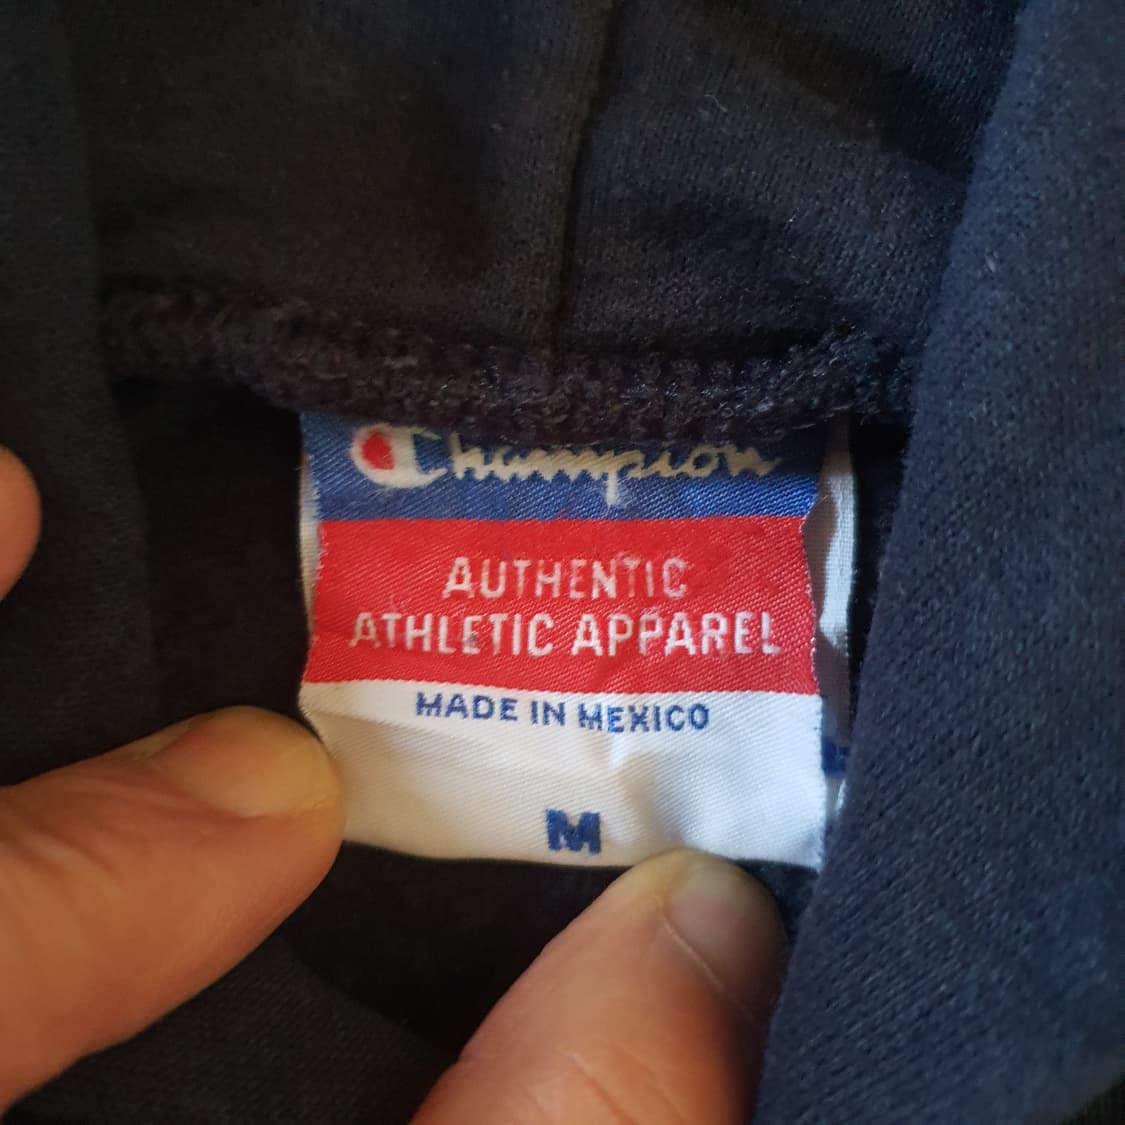 Champion
AUTHENTIC
ATHLETIC APPAREL
MADE IN MEXICO
M